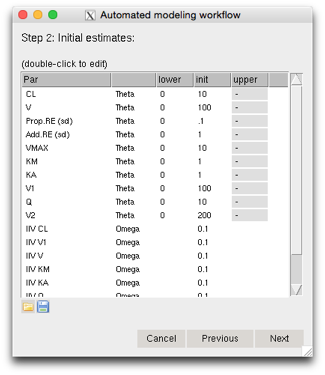 Automated modeling workflow
Step 2: Initial estimates:
(double-click to edit)
Par lower init upper
CL Theta 0 10 -
V Theta 0 100 -
Prop.RE (sd) Theta 0 .1 -
Add.RE (sd) Theta 0 1 -
VMAX Theta 0 10 -
KM Theta 0 1 -
KA Theta 0 1 -
V1 Theta 0 100 -
Q Theta 0 10 -
V2 Theta 0 200 -
IIV CL Omega 0.1
IIV V1 Omega 0.1
IIV V Omega 0.1
IIV KM Omega 0.1
IIV KA Omega 0.1
IIV Q Omega 0.1
Cancel Previous Next